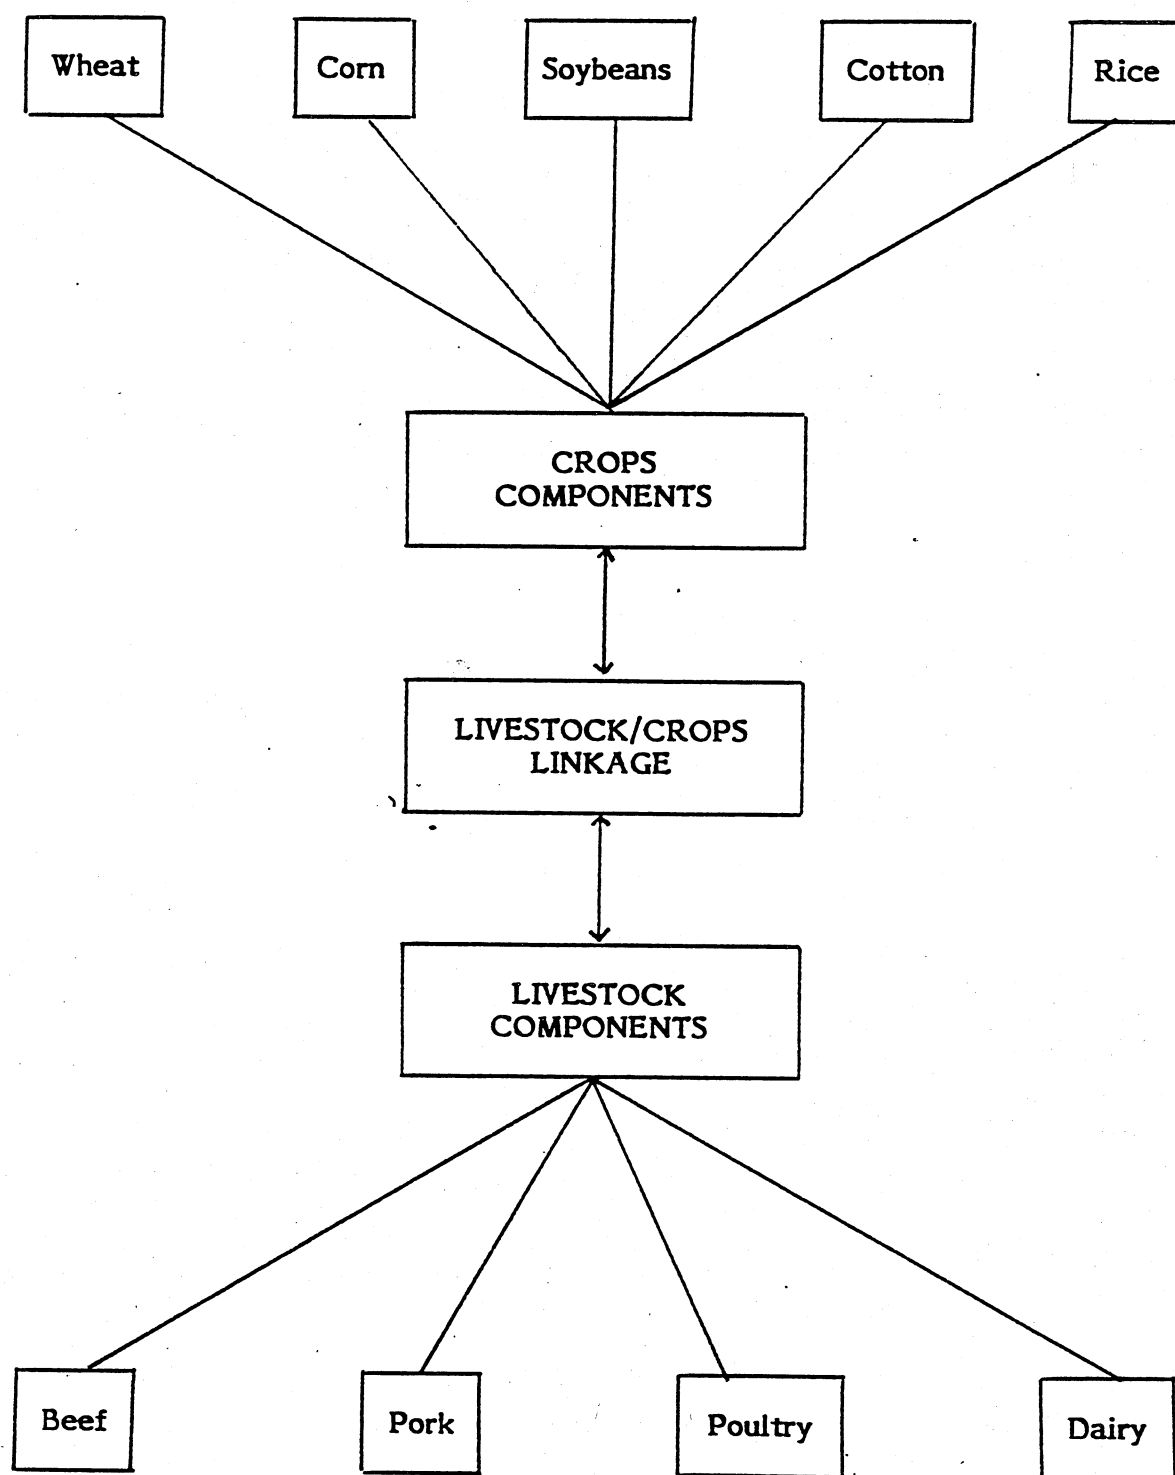 Wheat
Corn
Soybeans
Cotton
Rice
CROPS
COMPONENTS
LIVESTOCK/CROPS
LINKAGE
LIVESTOCK
COMPONENTS
Beef
Pork
Poultry
Dairy